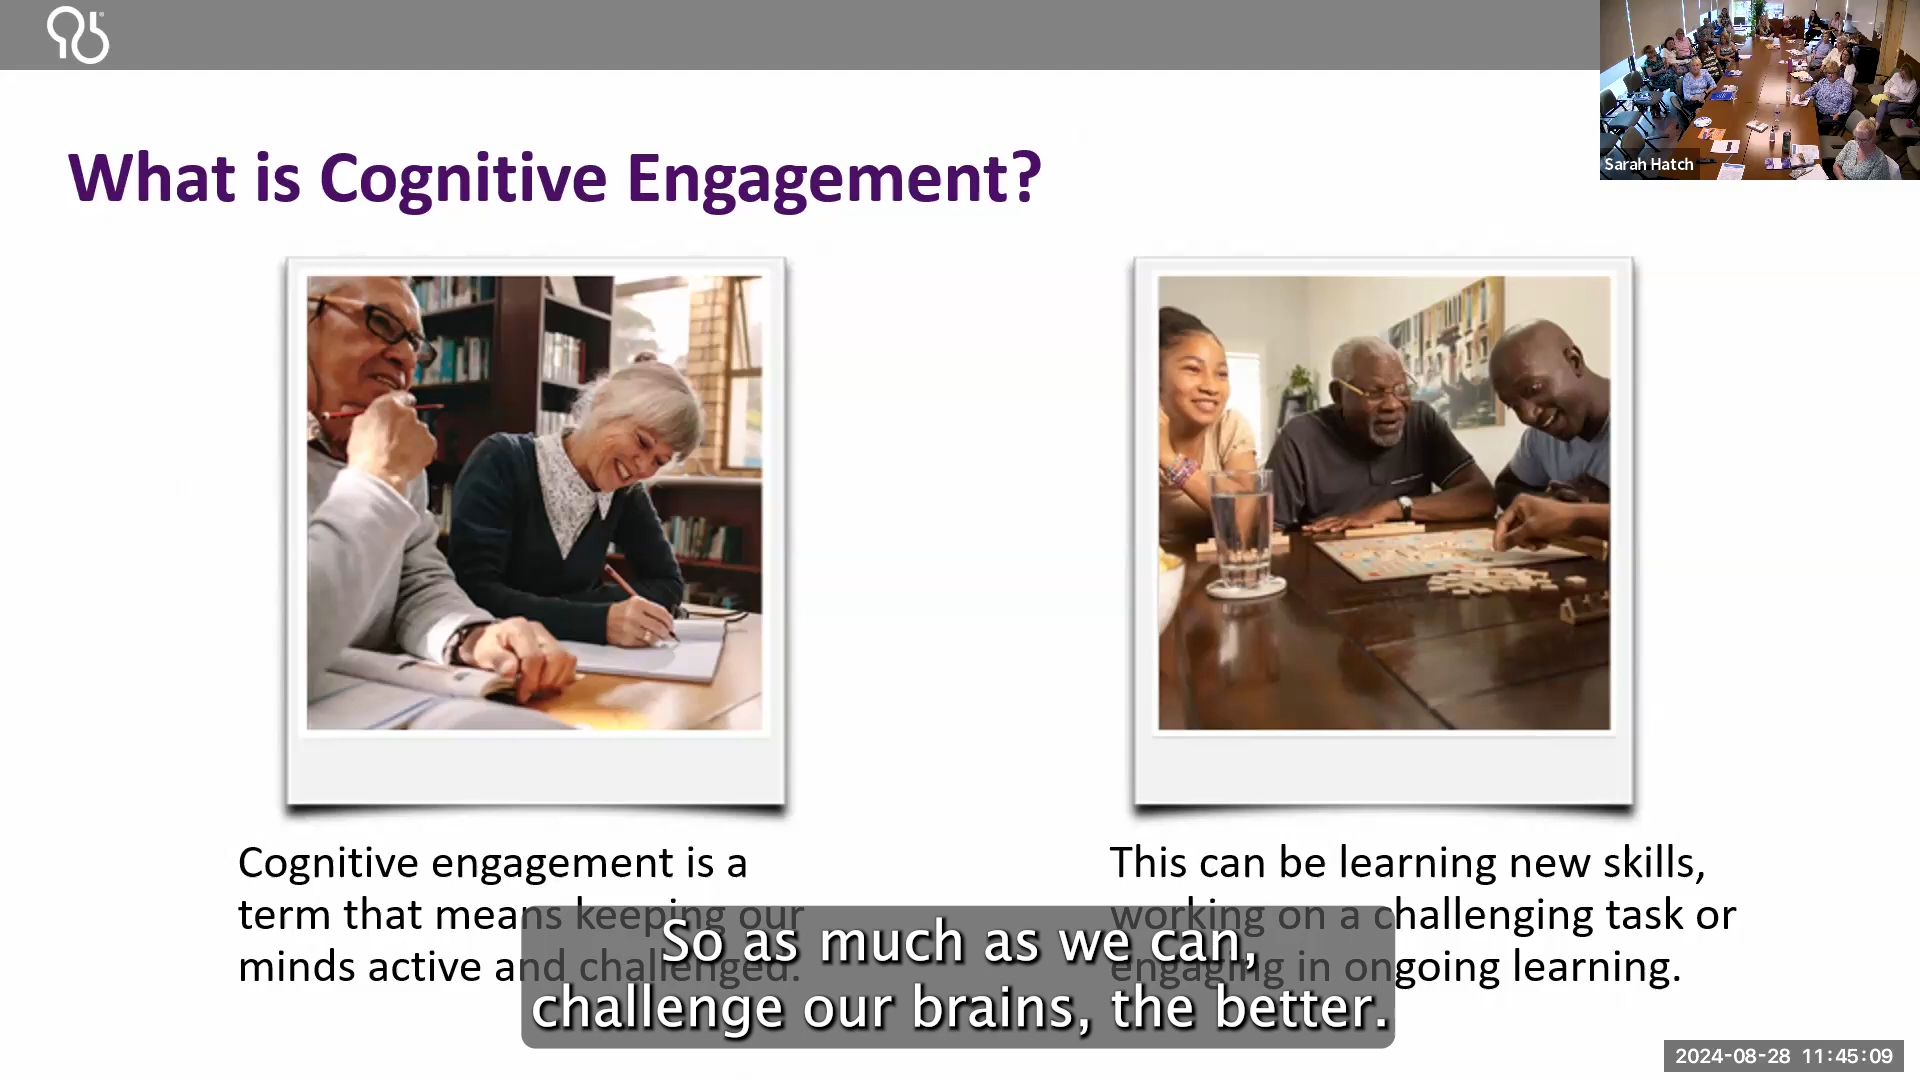 Sarah Hatch
What is Cognitive Engagement?
Cognitive engagement is a
term that means keeping our
minds active and challenged.
This can be learning new skills,
working on a challenging task or
engaging in ongoing learning.
So as much as we can,
challenge our brains, the better.
2024-08-28 11:45:09